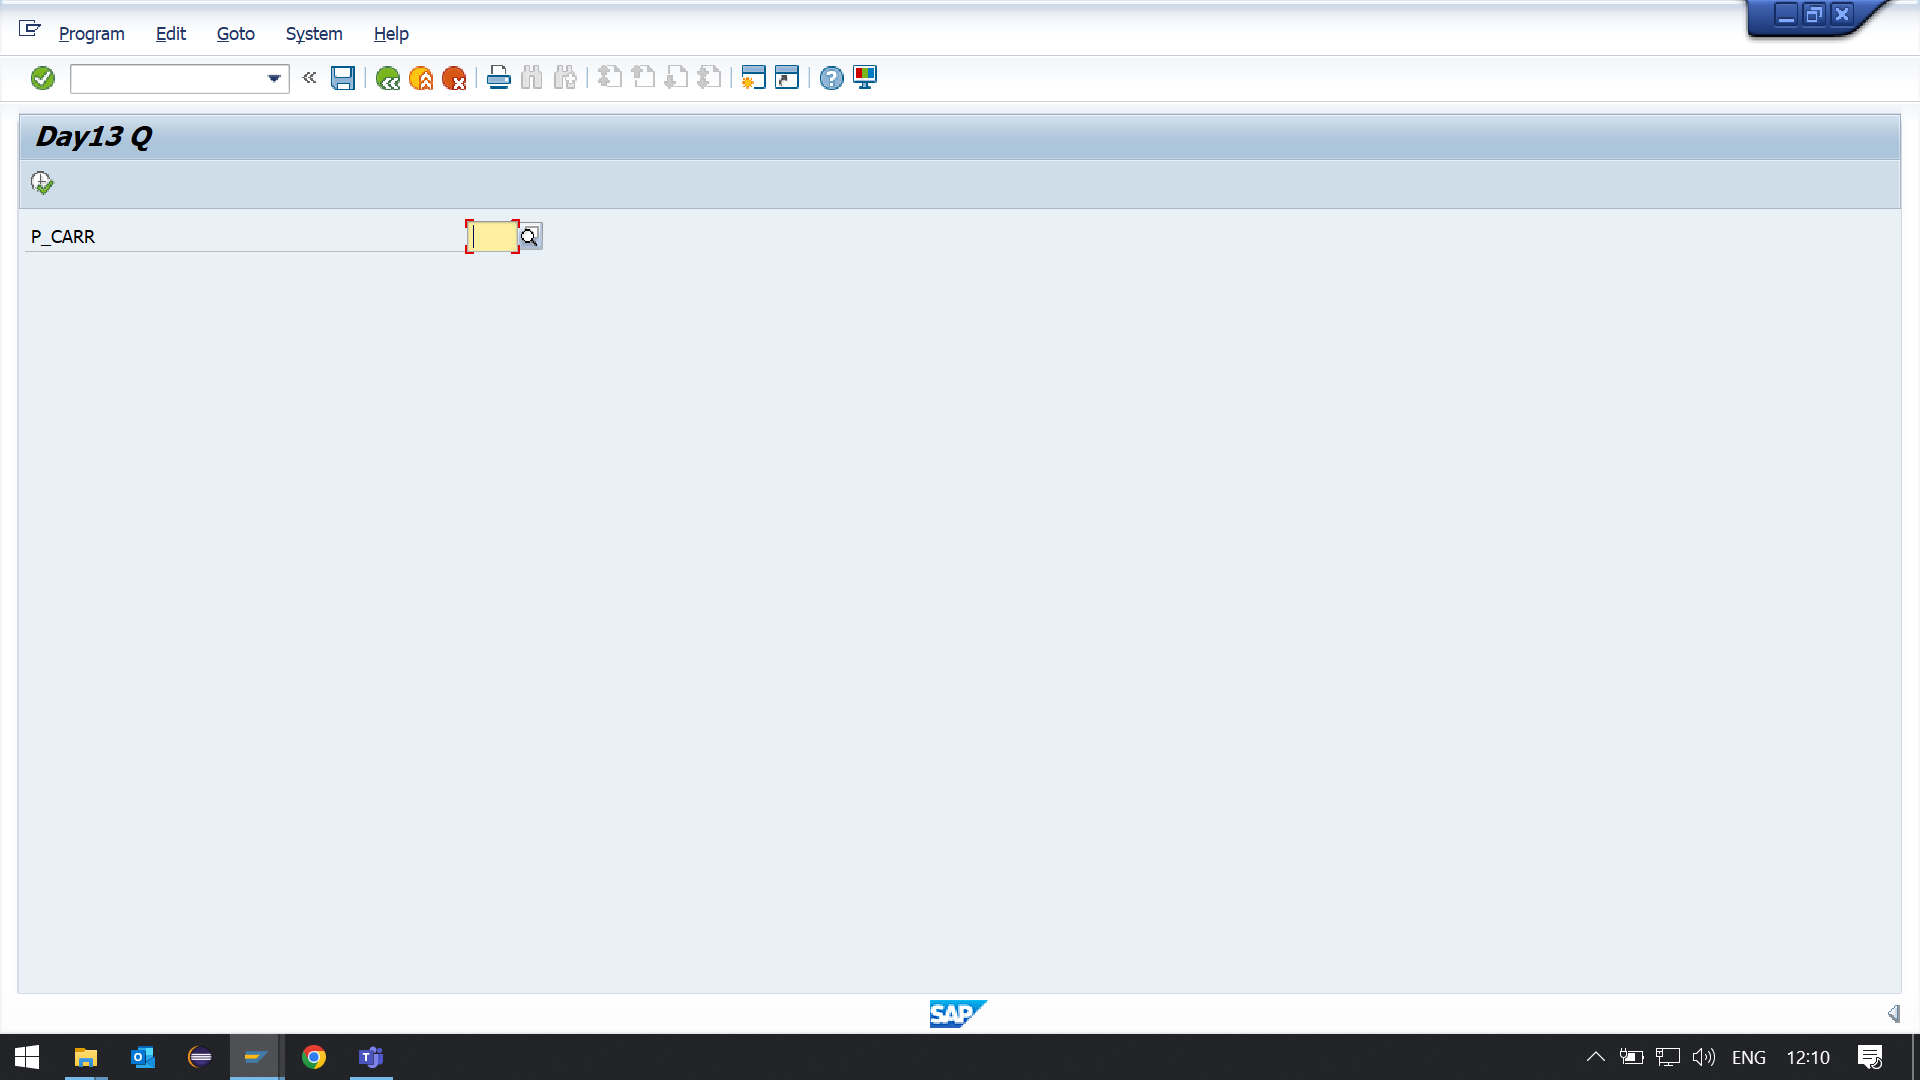 Program Edit Goto System Help
Day13 Q
P_CARR
SAP
ENG 12:10